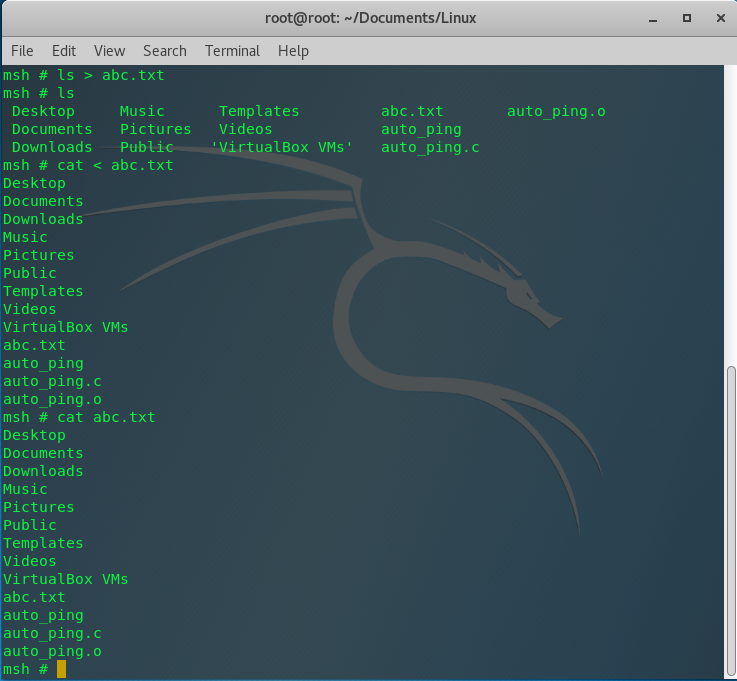 root@root: ~/Documents/Linux
File Edit View Search Terminal Help
msh # ls > abc.txt
msh # ls
Desktop Music Templates abc.txt auto_ping.o
Documents Pictures Videos auto_ping
Downloads Public 'VirtualBox VMs' auto_ping.c
msh # cat < abc.txt
Desktop
Documents
Downloads
Music
Pictures
Public
Templates
Videos
VirtualBox VMs
abc.txt
auto_ping
auto_ping.c
auto_ping.o
msh # cat abc.txt
Desktop
Documents
Downloads
Music
Pictures
Public
Templates
Videos
VirtualBox VMs
abc.txt
auto_ping
auto_ping.c
auto_ping.o
msh #